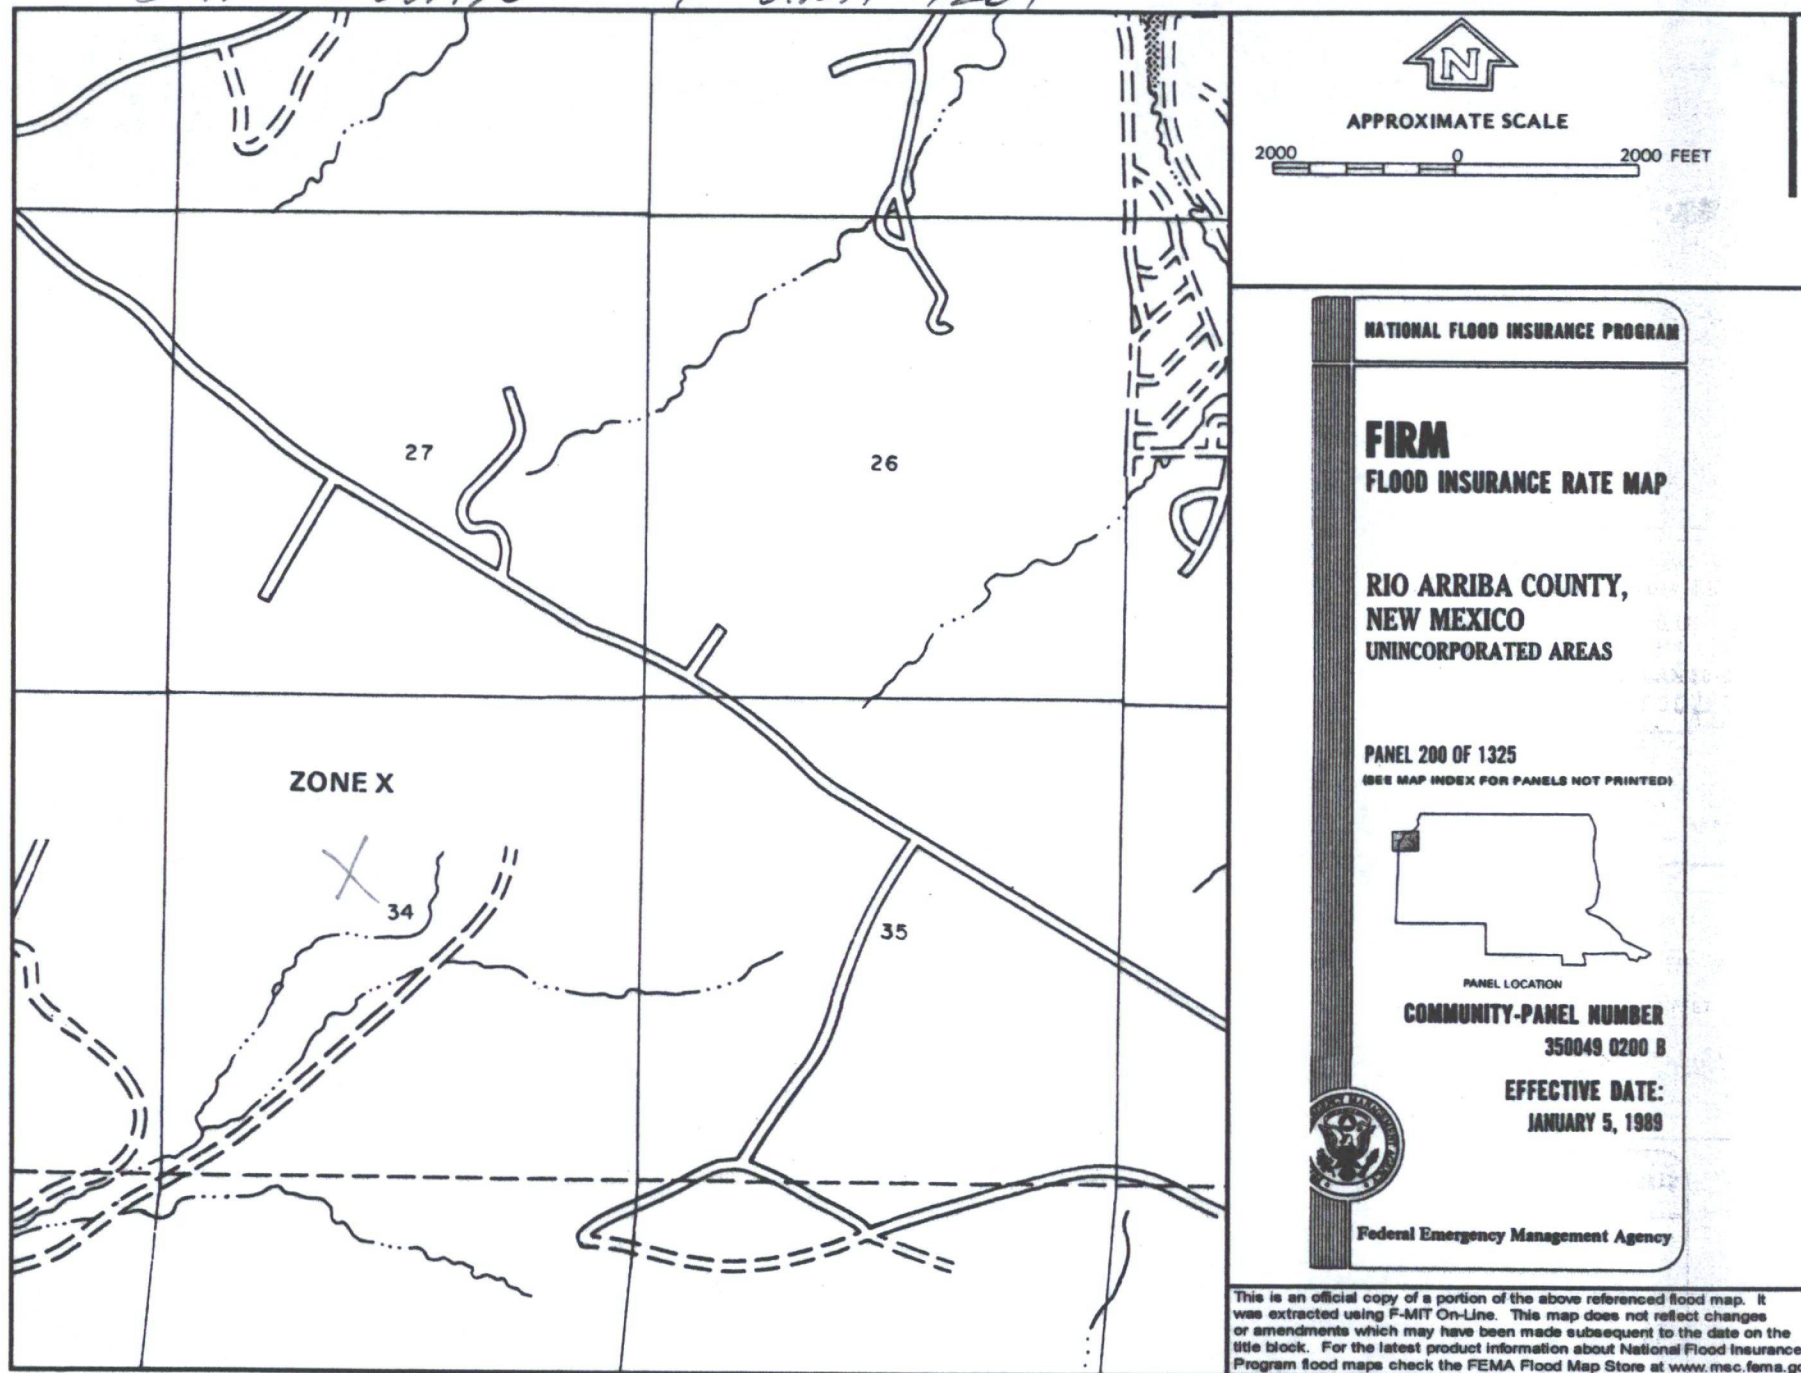 N
APPROXIMATE SCALE
2000 0 2000 FEET
NATIONAL FLOOD INSURANCE PROGRAM
FIRM
FLOOD INSURANCE RATE MAP
RIO ARRIBA COUNTY,
NEW MEXICO
UNINCORPORATED AREAS
PANEL 200 OF 1325
(SEE MAP INDEX FOR PANELS NOT PRINTED)
PANEL LOCATION
COMMUNITY-PANEL NUMBER
350049 0200 B
EFFECTIVE DATE:
JANUARY 5, 1989
Federal Emergency Management Agency
This is an official copy of a portion of the above referenced flood map. It
was extracted using F-MIT On-Line. This map does not reflect changes
or amendments which may have been made subsequent to the date on the
title block. For the latest product information about National Flood Insurance
Program flood maps check the FEMA Flood Map Store at www.msc.fema.go
27
26
ZONE X
X
34
35